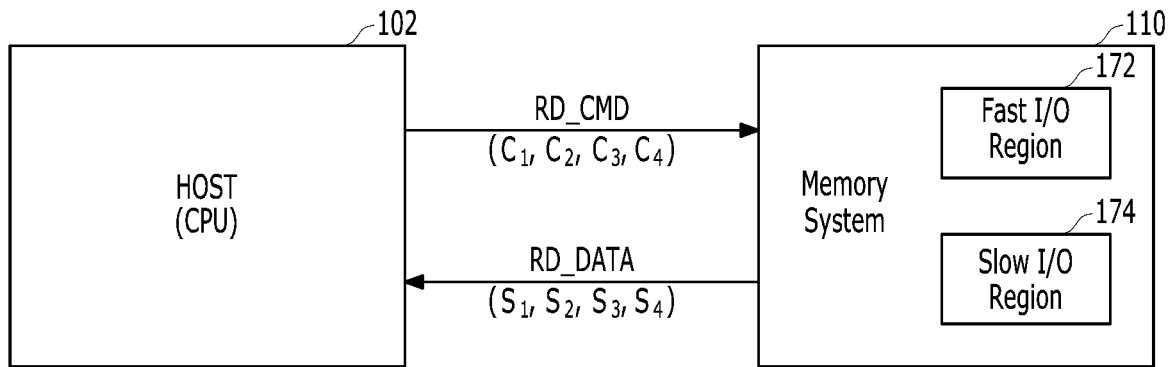 102
110
172
Fast I/O
Region
RD_CMD
(C₁, C₂, C₃, C₄)
HOST
(CPU)
Memory
System
174
RD_DATA
(S₁, S₂, S₃, S₄)
Slow I/O
Region